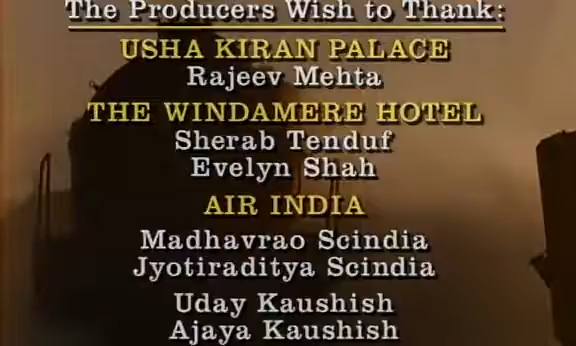 The Producers Wish to Thank:
USHA KIRAN PALACE
Rajeev Mehta
THE WINDAMERE HOTEL
Sherab Tenduf
Evelyn Shah
AIR INDIA
Madhavrao Scindia
Jyotiraditya Scindia
Uday Kaushish
Ajaya Kaushish